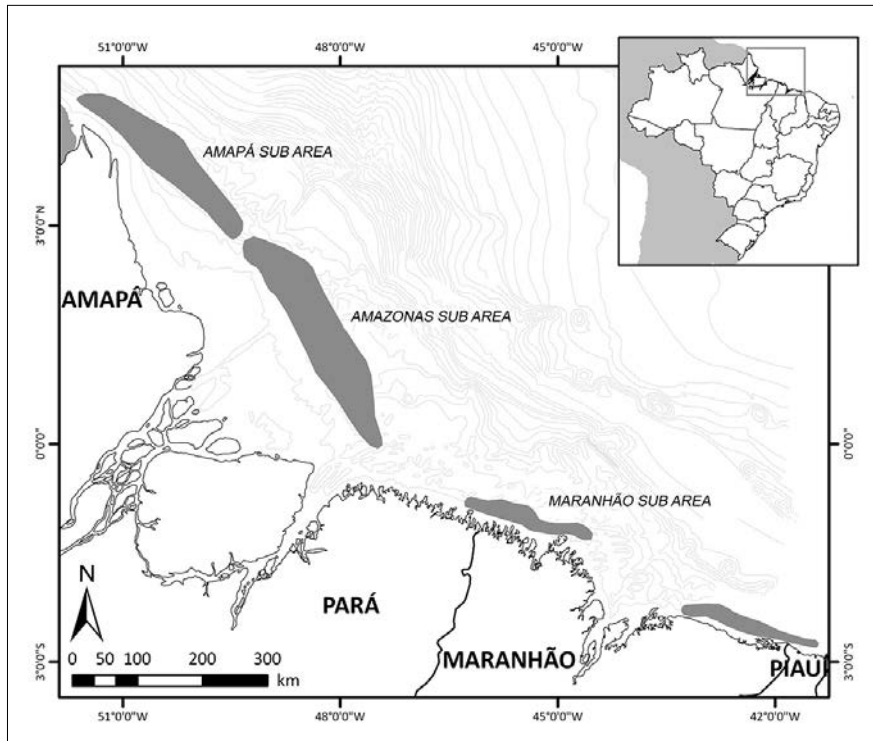 51°0'0"W 48°0'0"W 45°0'0"W
AMAPÁ SUB AREA
3°0'0"N
AMAPÁ
AMAZONAS SUB AREA
0°0'0"
0°0'0"
MARANHÃO SUB AREA
N
PARÁ
MARANHÃO
PIAUÍ
3°0'0"S
3°0'0"S
0 50 100 200 300
km
51°0'0"W 48°0'0"W 45°0'0"W 42°0'0"W